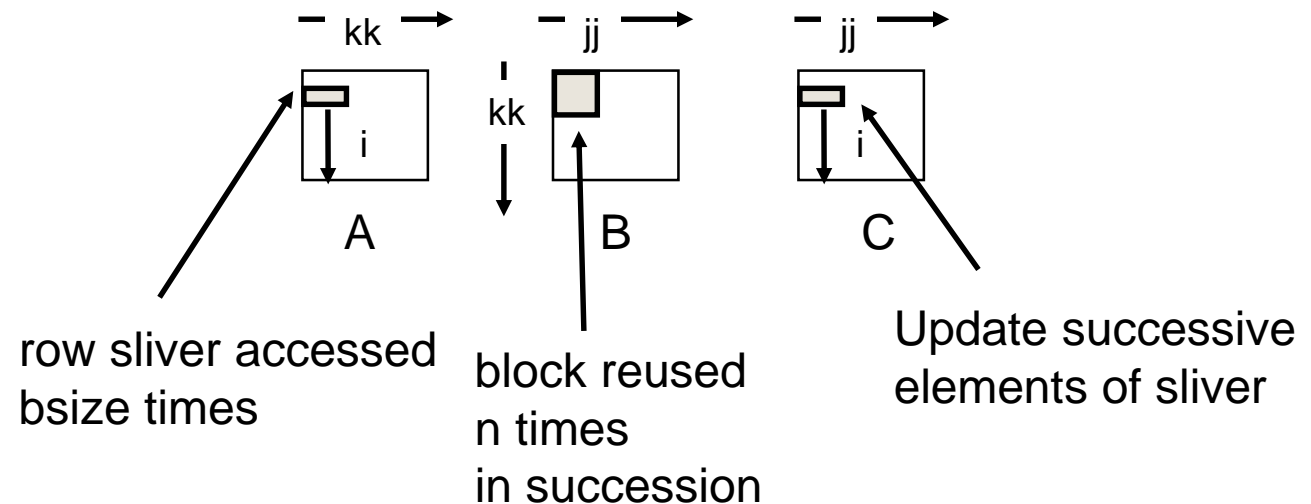 kk
jj
jj
kk
i
i
A
B
C
row sliver accessed
bsize times
block reused
n times
in succession
Update successive
elements of sliver